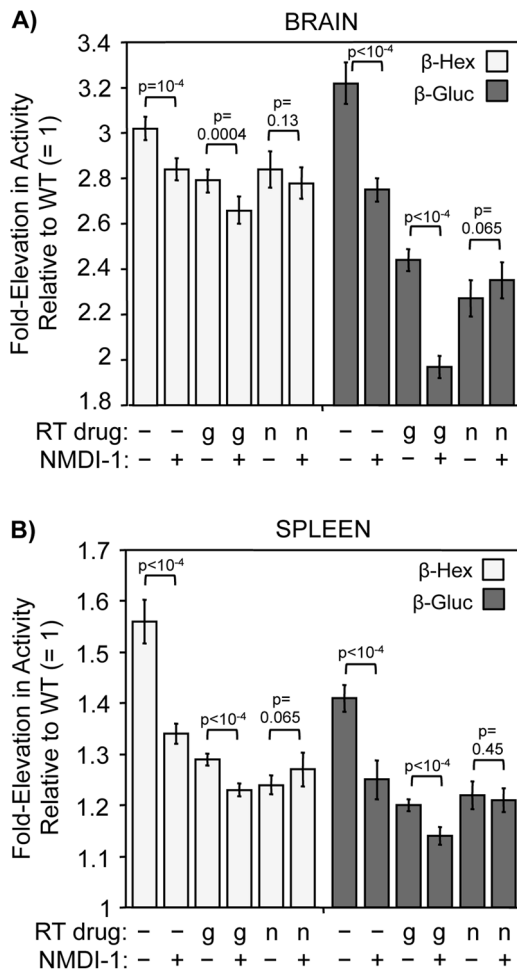 A)
BRAIN
Fold-Elevation in Activity
Relative to WT (= 1)
3.4
3.2
3
2.8
2.6
2.4
2.2
2
1.8
β-Hex
β-Gluc
p=10-4
p=
0.0004
p=
0.13
p<10-4
p<10-4
p=
0.065
RT drug: – – g g n n – – g g n n
NMDI-1: – + – + – + – + – + – +
B)
SPLEEN
Fold-Elevation in Activity
Relative to WT (= 1)
1.7
1.6
1.5
1.4
1.3
1.2
1.1
1
β-Hex
β-Gluc
p<10-4
p<10-4
p=
0.065
p<10-4
p<10-4
p=
0.45
RT drug: – – g g n n – – g g n n
NMDI-1: – + – + – + – + – + – +